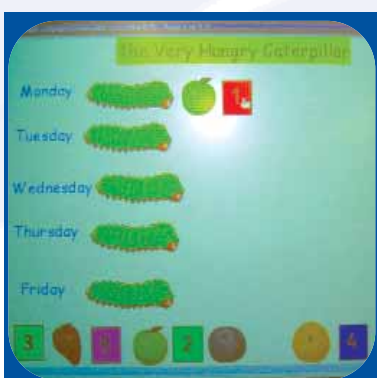 The Very Hungry Caterpillar
Monday 1
Tuesday
Wednesday
Thursday
Friday
3 2 4